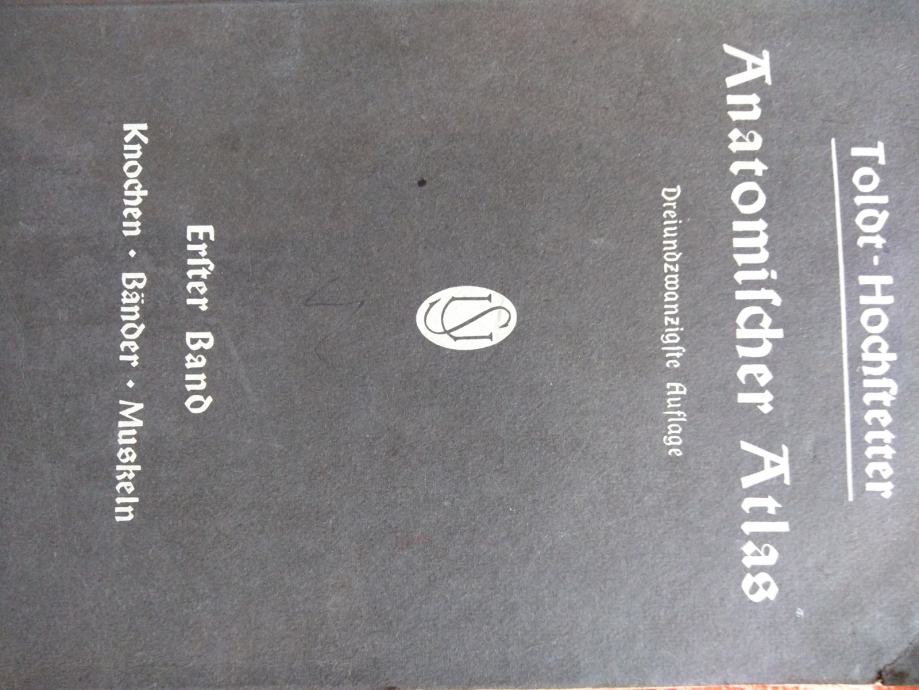 Toldt-Hochſtetter
Anatomiſcher Atlas
Dreiundzwanzigſte Auflage
Erſter Band
Knochen · Bänder · Muskeln